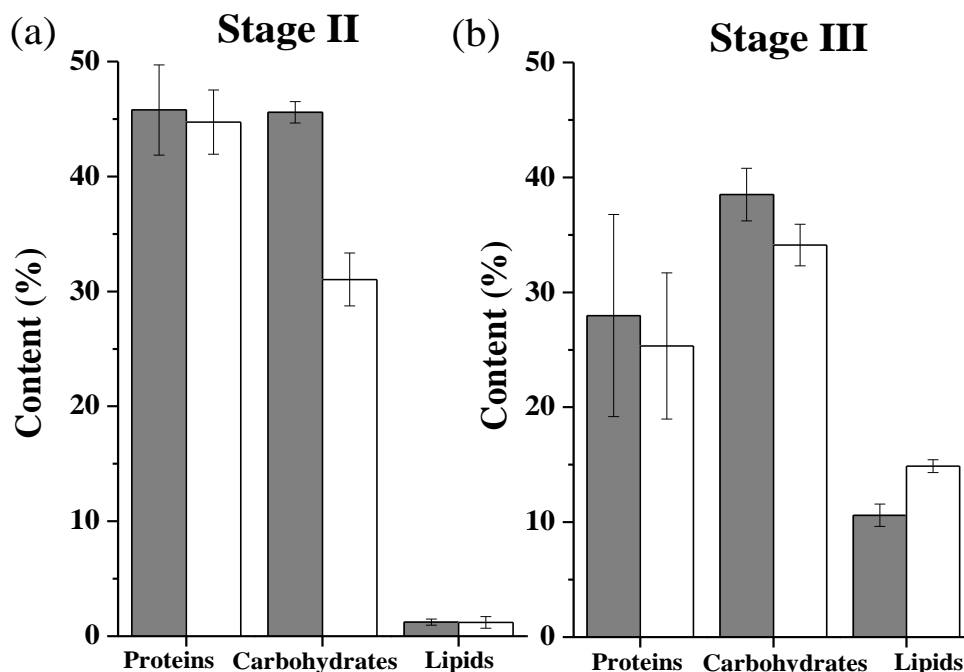 (a) Stage II
50
40
30
20
10
0
Content (%)
Proteins Carbohydrates Lipids
(b) Stage III
50
40
30
20
10
0
Content (%)
Proteins Carbohydrates Lipids